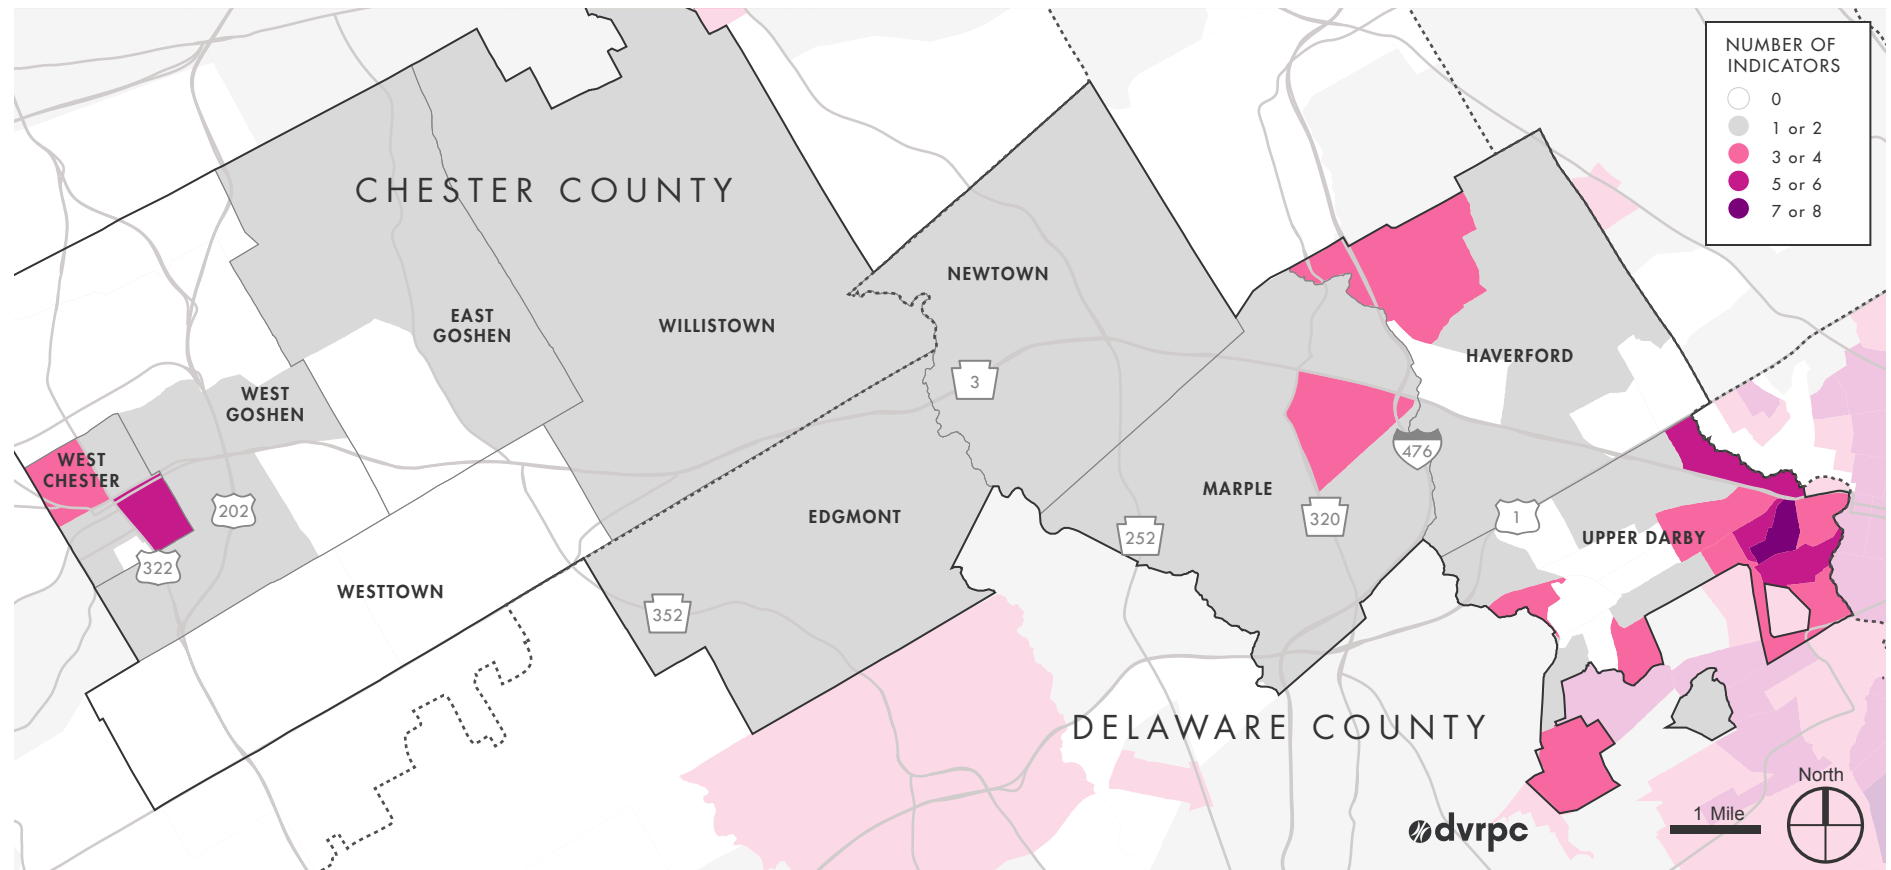 NUMBER OF
INDICATORS
0
1 or 2
3 or 4
5 or 6
7 or 8
CHESTER COUNTY
NEWTOWN
EAST
GOSHEN
WILLISTOWN
HAVERFORD
3
WEST
GOSHEN
476
WEST
CHESTER
MARPLE
202
EDGMONT
320
1
252
UPPER DARBY
322
WESTTOWN
352
DELAWARE COUNTY
North
1 Mile
dvrpc